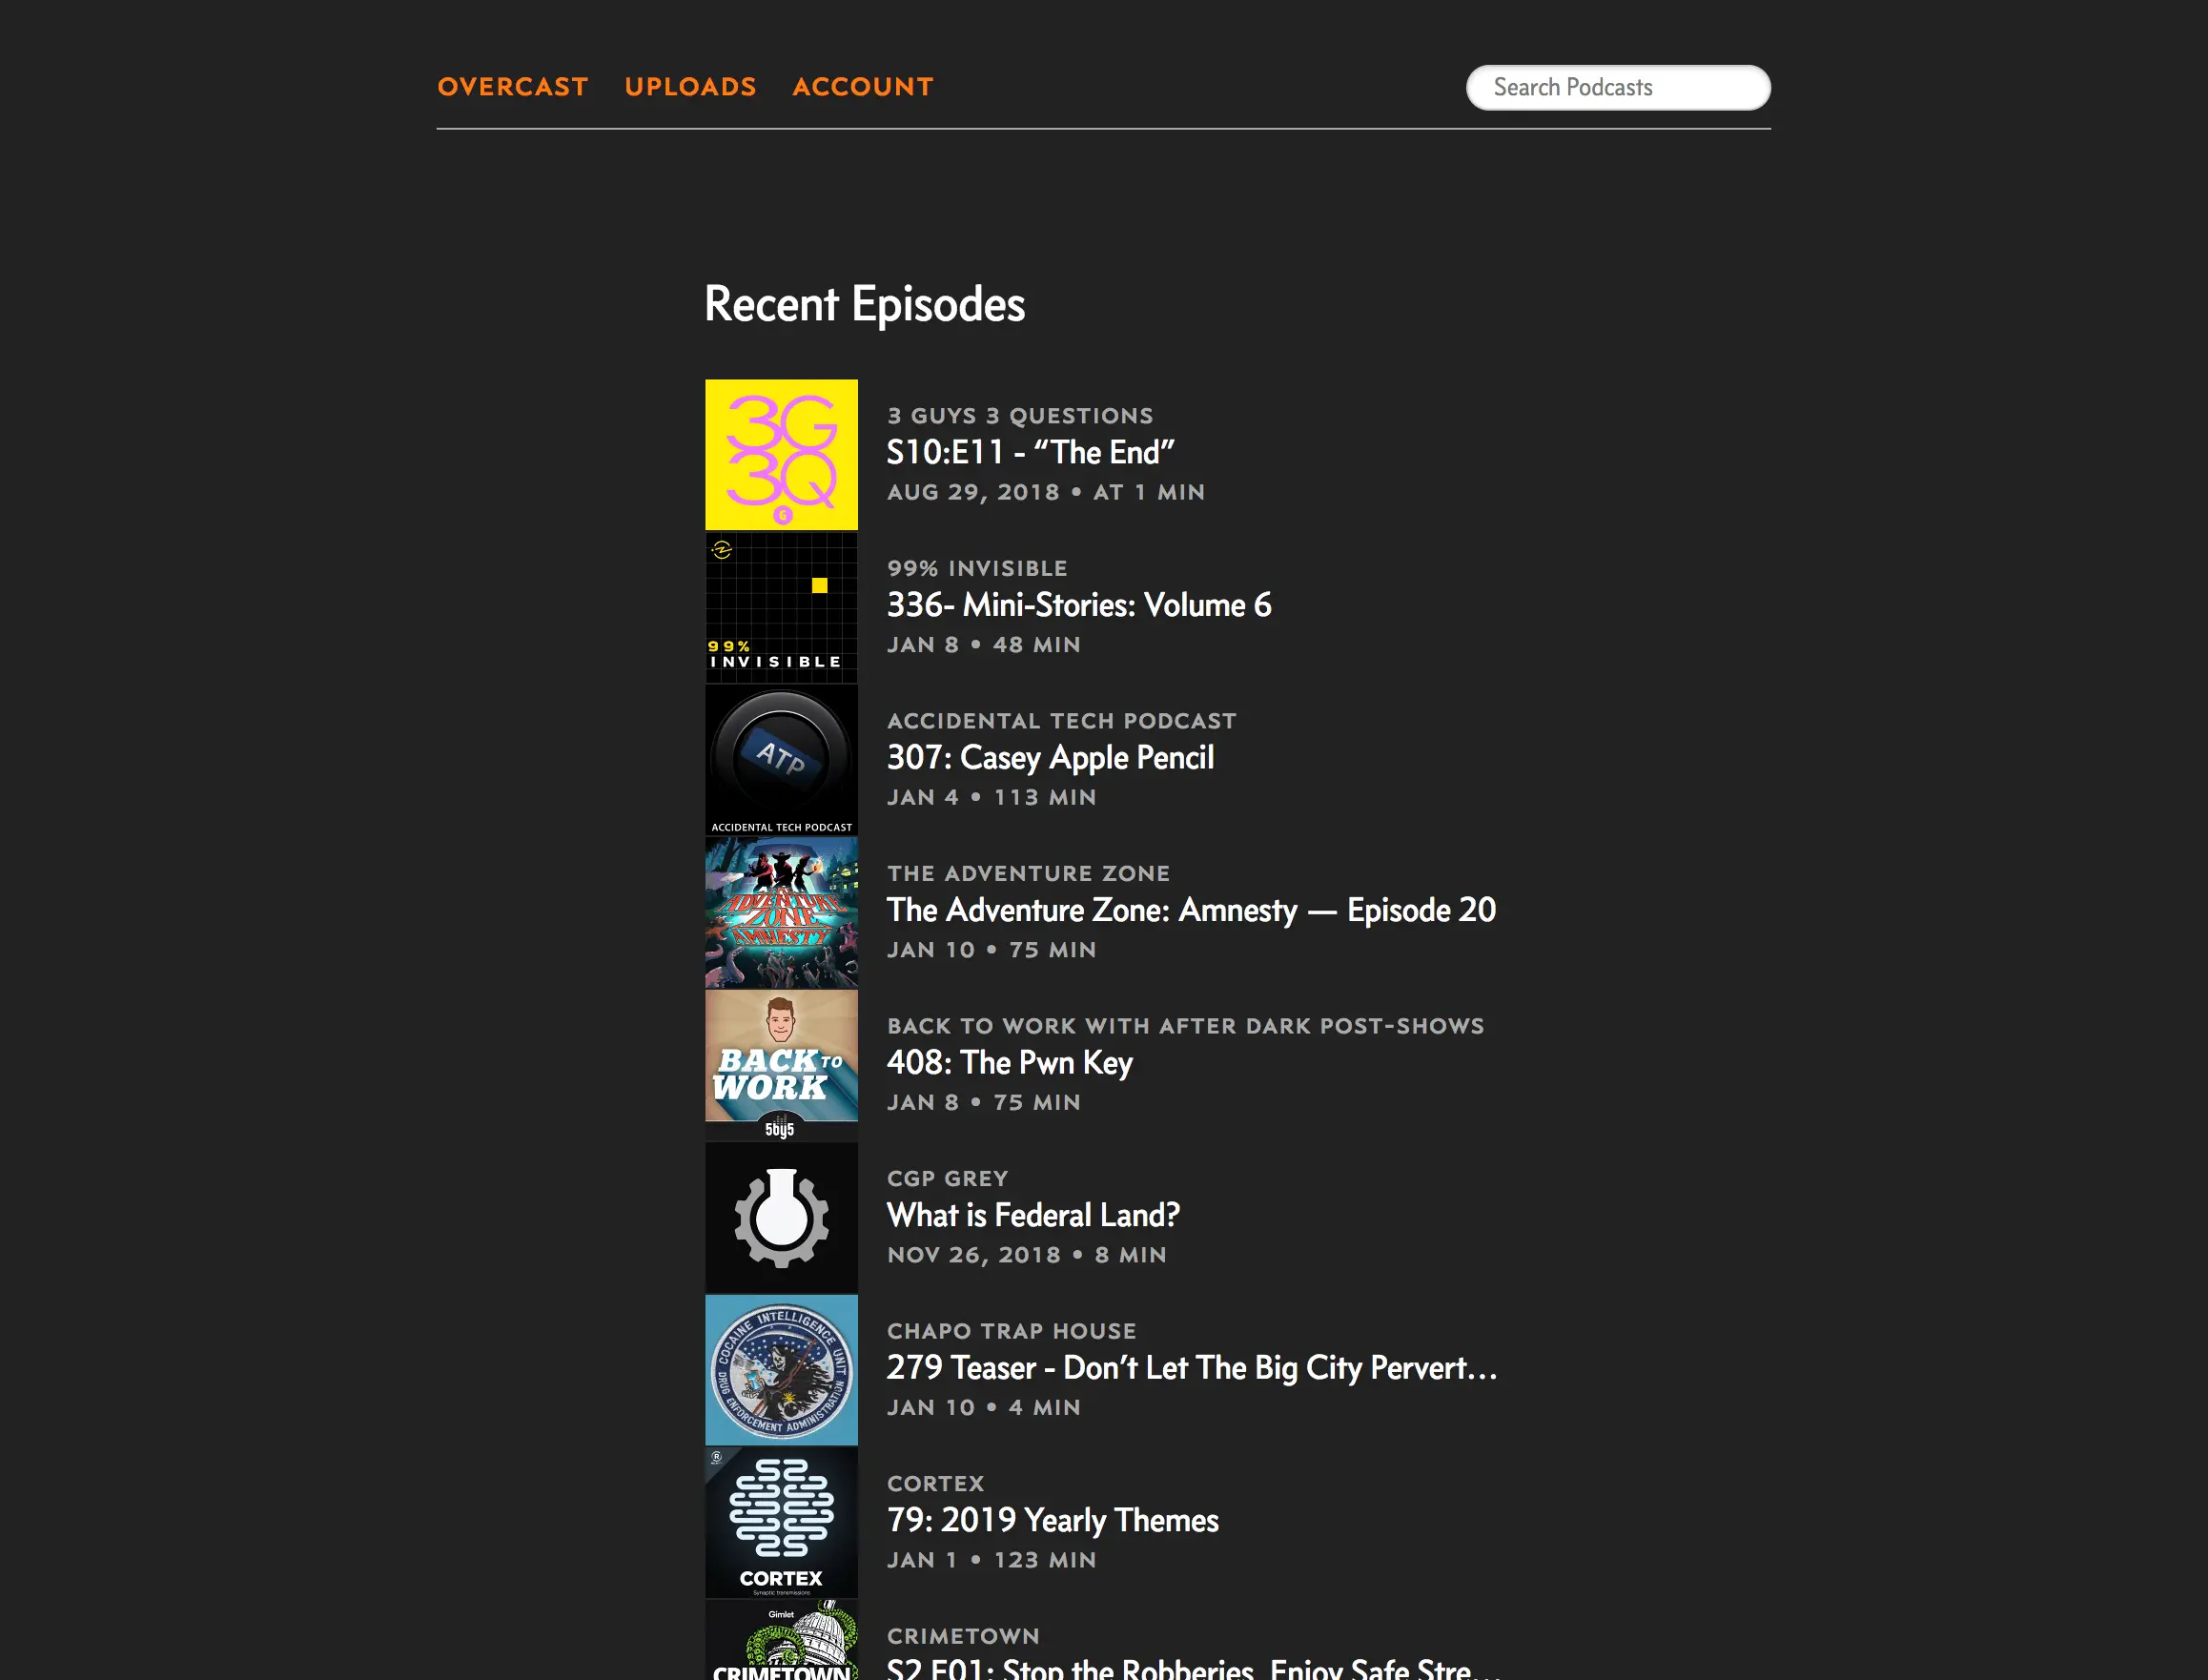 OVERCAST UPLOADS ACCOUNT
Search Podcasts
Recent Episodes
3G
3Q
6
3 GUYS 3 QUESTIONS
S10:E11 - “The End”
AUG 29, 2018 • AT 1 MIN
99%
INVISIBLE
99% INVISIBLE
336- Mini-Stories: Volume 6
JAN 8 • 48 MIN
ATP
ACCIDENTAL TECH PODCAST
ACCIDENTAL TECH PODCAST
307: Casey Apple Pencil
JAN 4 • 113 MIN
ADVENTURE
ZONE
AMNESTY
THE ADVENTURE ZONE
The Adventure Zone: Amnesty — Episode 20
JAN 10 • 75 MIN
BACK TO
WORK
5by5
BACK TO WORK WITH AFTER DARK POST-SHOWS
408: The Pwn Key
JAN 8 • 75 MIN
CGP GREY
What is Federal Land?
NOV 26, 2018 • 8 MIN
COCAINE INTELLIGENCE UNIT
DRUG ENFORCEMENT ADMINISTRATION
CHAPO TRAP HOUSE
279 Teaser - Don’t Let The Big City Pervert…
JAN 10 • 4 MIN
R
CORTEX
Synaptic transmissions
CORTEX
79: 2019 Yearly Themes
JAN 1 • 123 MIN
Gimlet
CRIMETOWN
CRIMETOWN
S2 E01: Stop the Robberies, Enjoy Safe Stre…